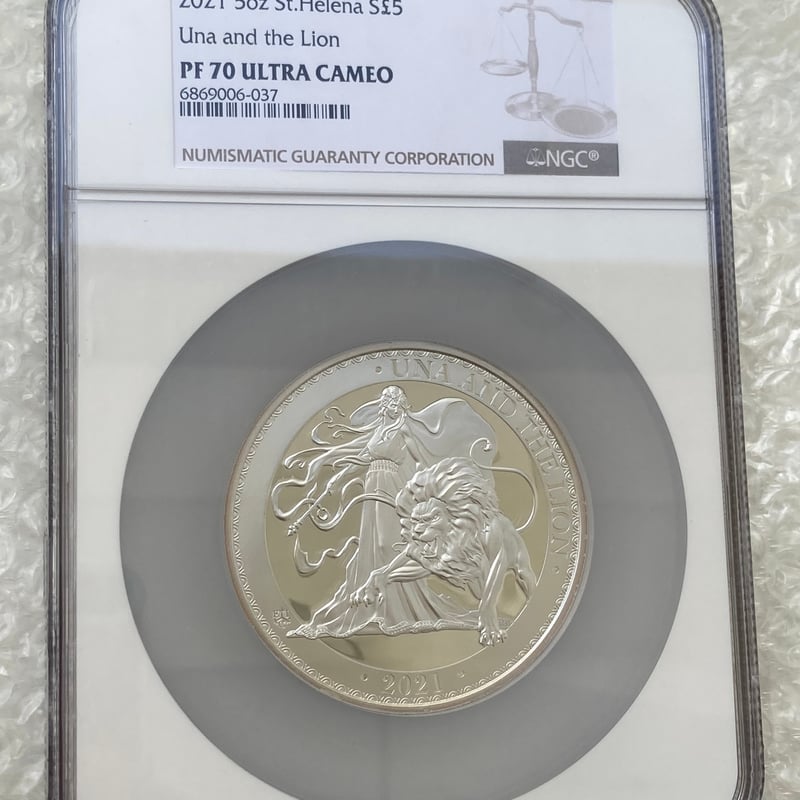 2021 5oz St.Helena S£5
Una and the Lion
PF 70 ULTRA CAMEO
6869006-037
NUMISMATIC GUARANTY CORPORATION
NGC®
· UNA AND THE LION ·
· 2021 ·